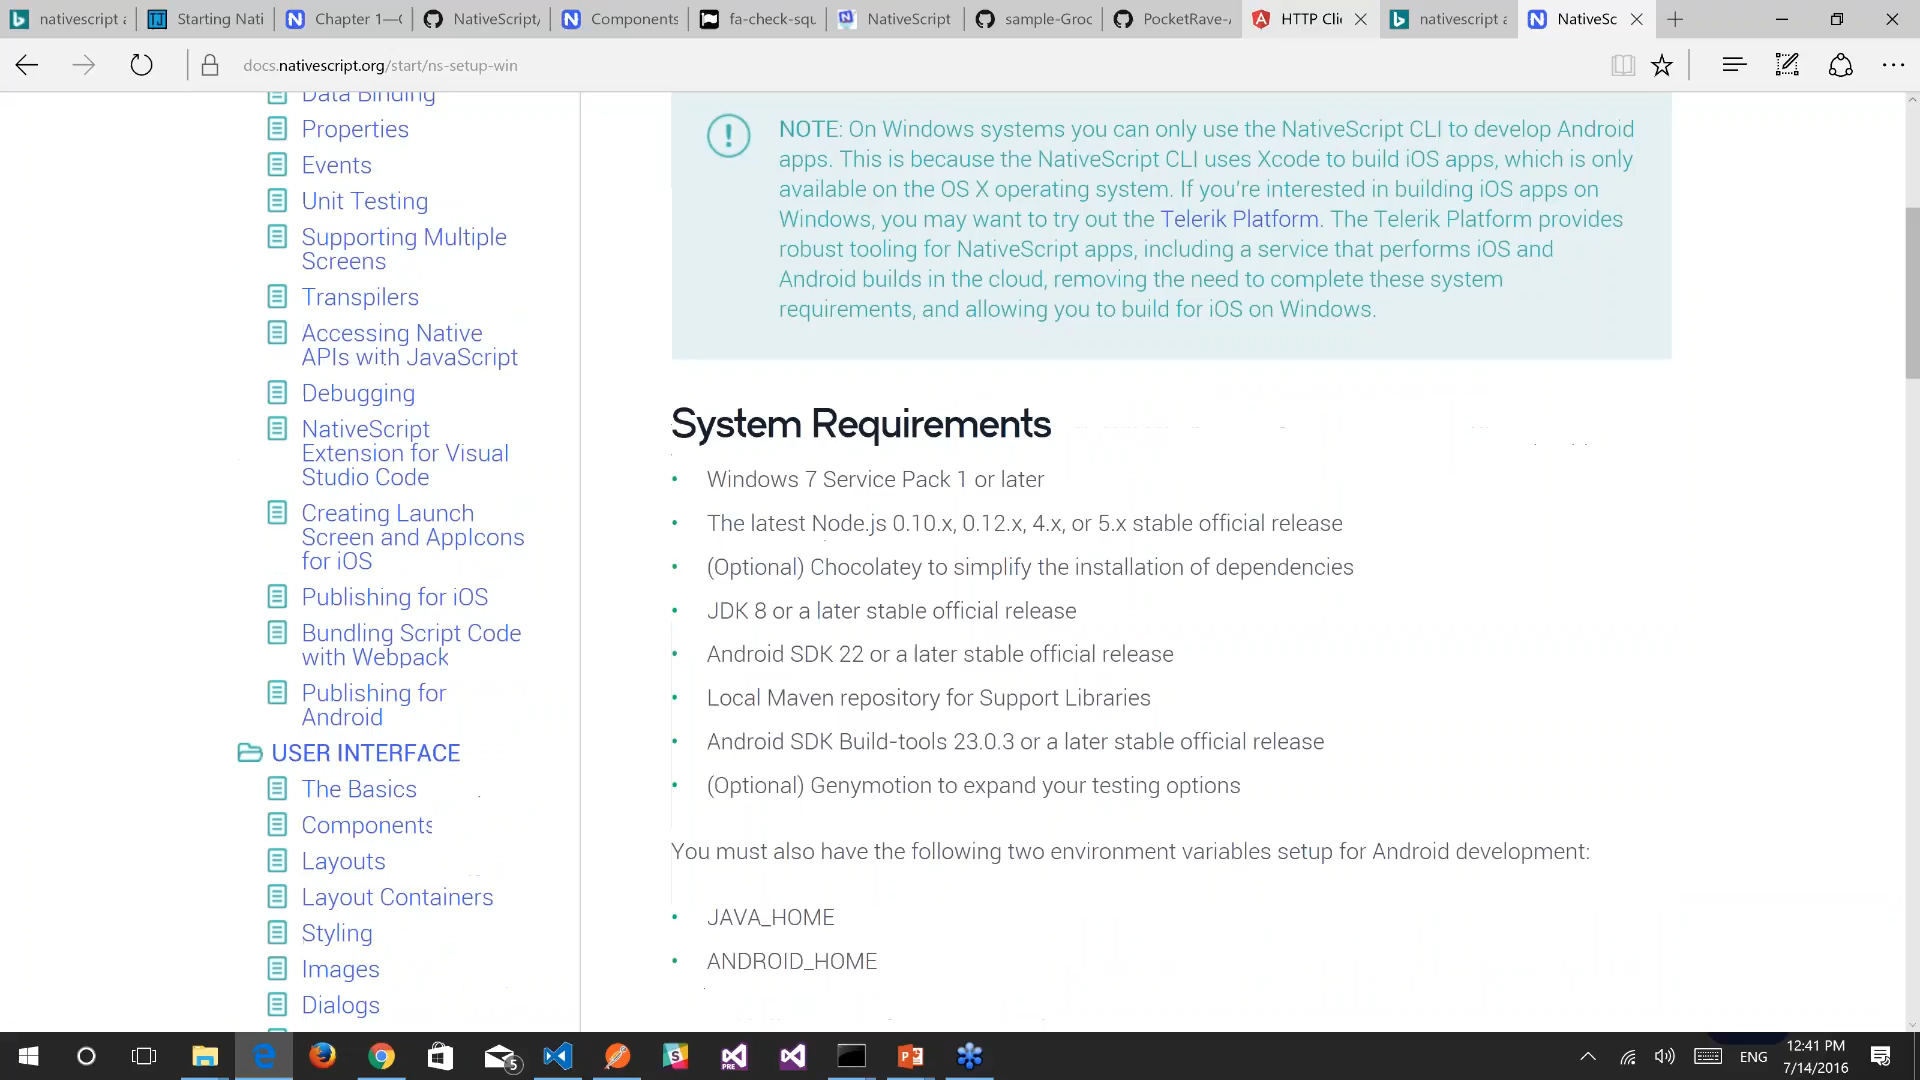 nativescript a
Starting Nati
Chapter 1—C
NativeScript/
Components
fa-check-squ
NativeScript
sample-Groc
PocketRave-
HTTP Clie
nativescript a
NativeSc
docs.nativescript.org/start/ns-setup-win
Data Binding
Properties
Events
Unit Testing
Supporting Multiple
Screens
Transpilers
Accessing Native
APIs with JavaScript
Debugging
NativeScript
Extension for Visual
Studio Code
Creating Launch
Screen and AppIcons
for iOS
Publishing for iOS
Bundling Script Code
with Webpack
Publishing for
Android
USER INTERFACE
The Basics
Components
Layouts
Layout Containers
Styling
Images
Dialogs
NOTE: On Windows systems you can only use the NativeScript CLI to develop Android
apps. This is because the NativeScript CLI uses Xcode to build iOS apps, which is only
available on the OS X operating system. If you're interested in building iOS apps on
Windows, you may want to try out the Telerik Platform. The Telerik Platform provides
robust tooling for NativeScript apps, including a service that performs iOS and
Android builds in the cloud, removing the need to complete these system
requirements, and allowing you to build for iOS on Windows.
System Requirements
• Windows 7 Service Pack 1 or later
• The latest Node.js 0.10.x, 0.12.x, 4.x, or 5.x stable official release
• (Optional) Chocolatey to simplify the installation of dependencies
• JDK 8 or a later stable official release
• Android SDK 22 or a later stable official release
• Local Maven repository for Support Libraries
• Android SDK Build-tools 23.0.3 or a later stable official release
• (Optional) Genymotion to expand your testing options
You must also have the following two environment variables setup for Android development:
• JAVA_HOME
• ANDROID_HOME
5
PRE
ENG
12:41 PM
7/14/2016